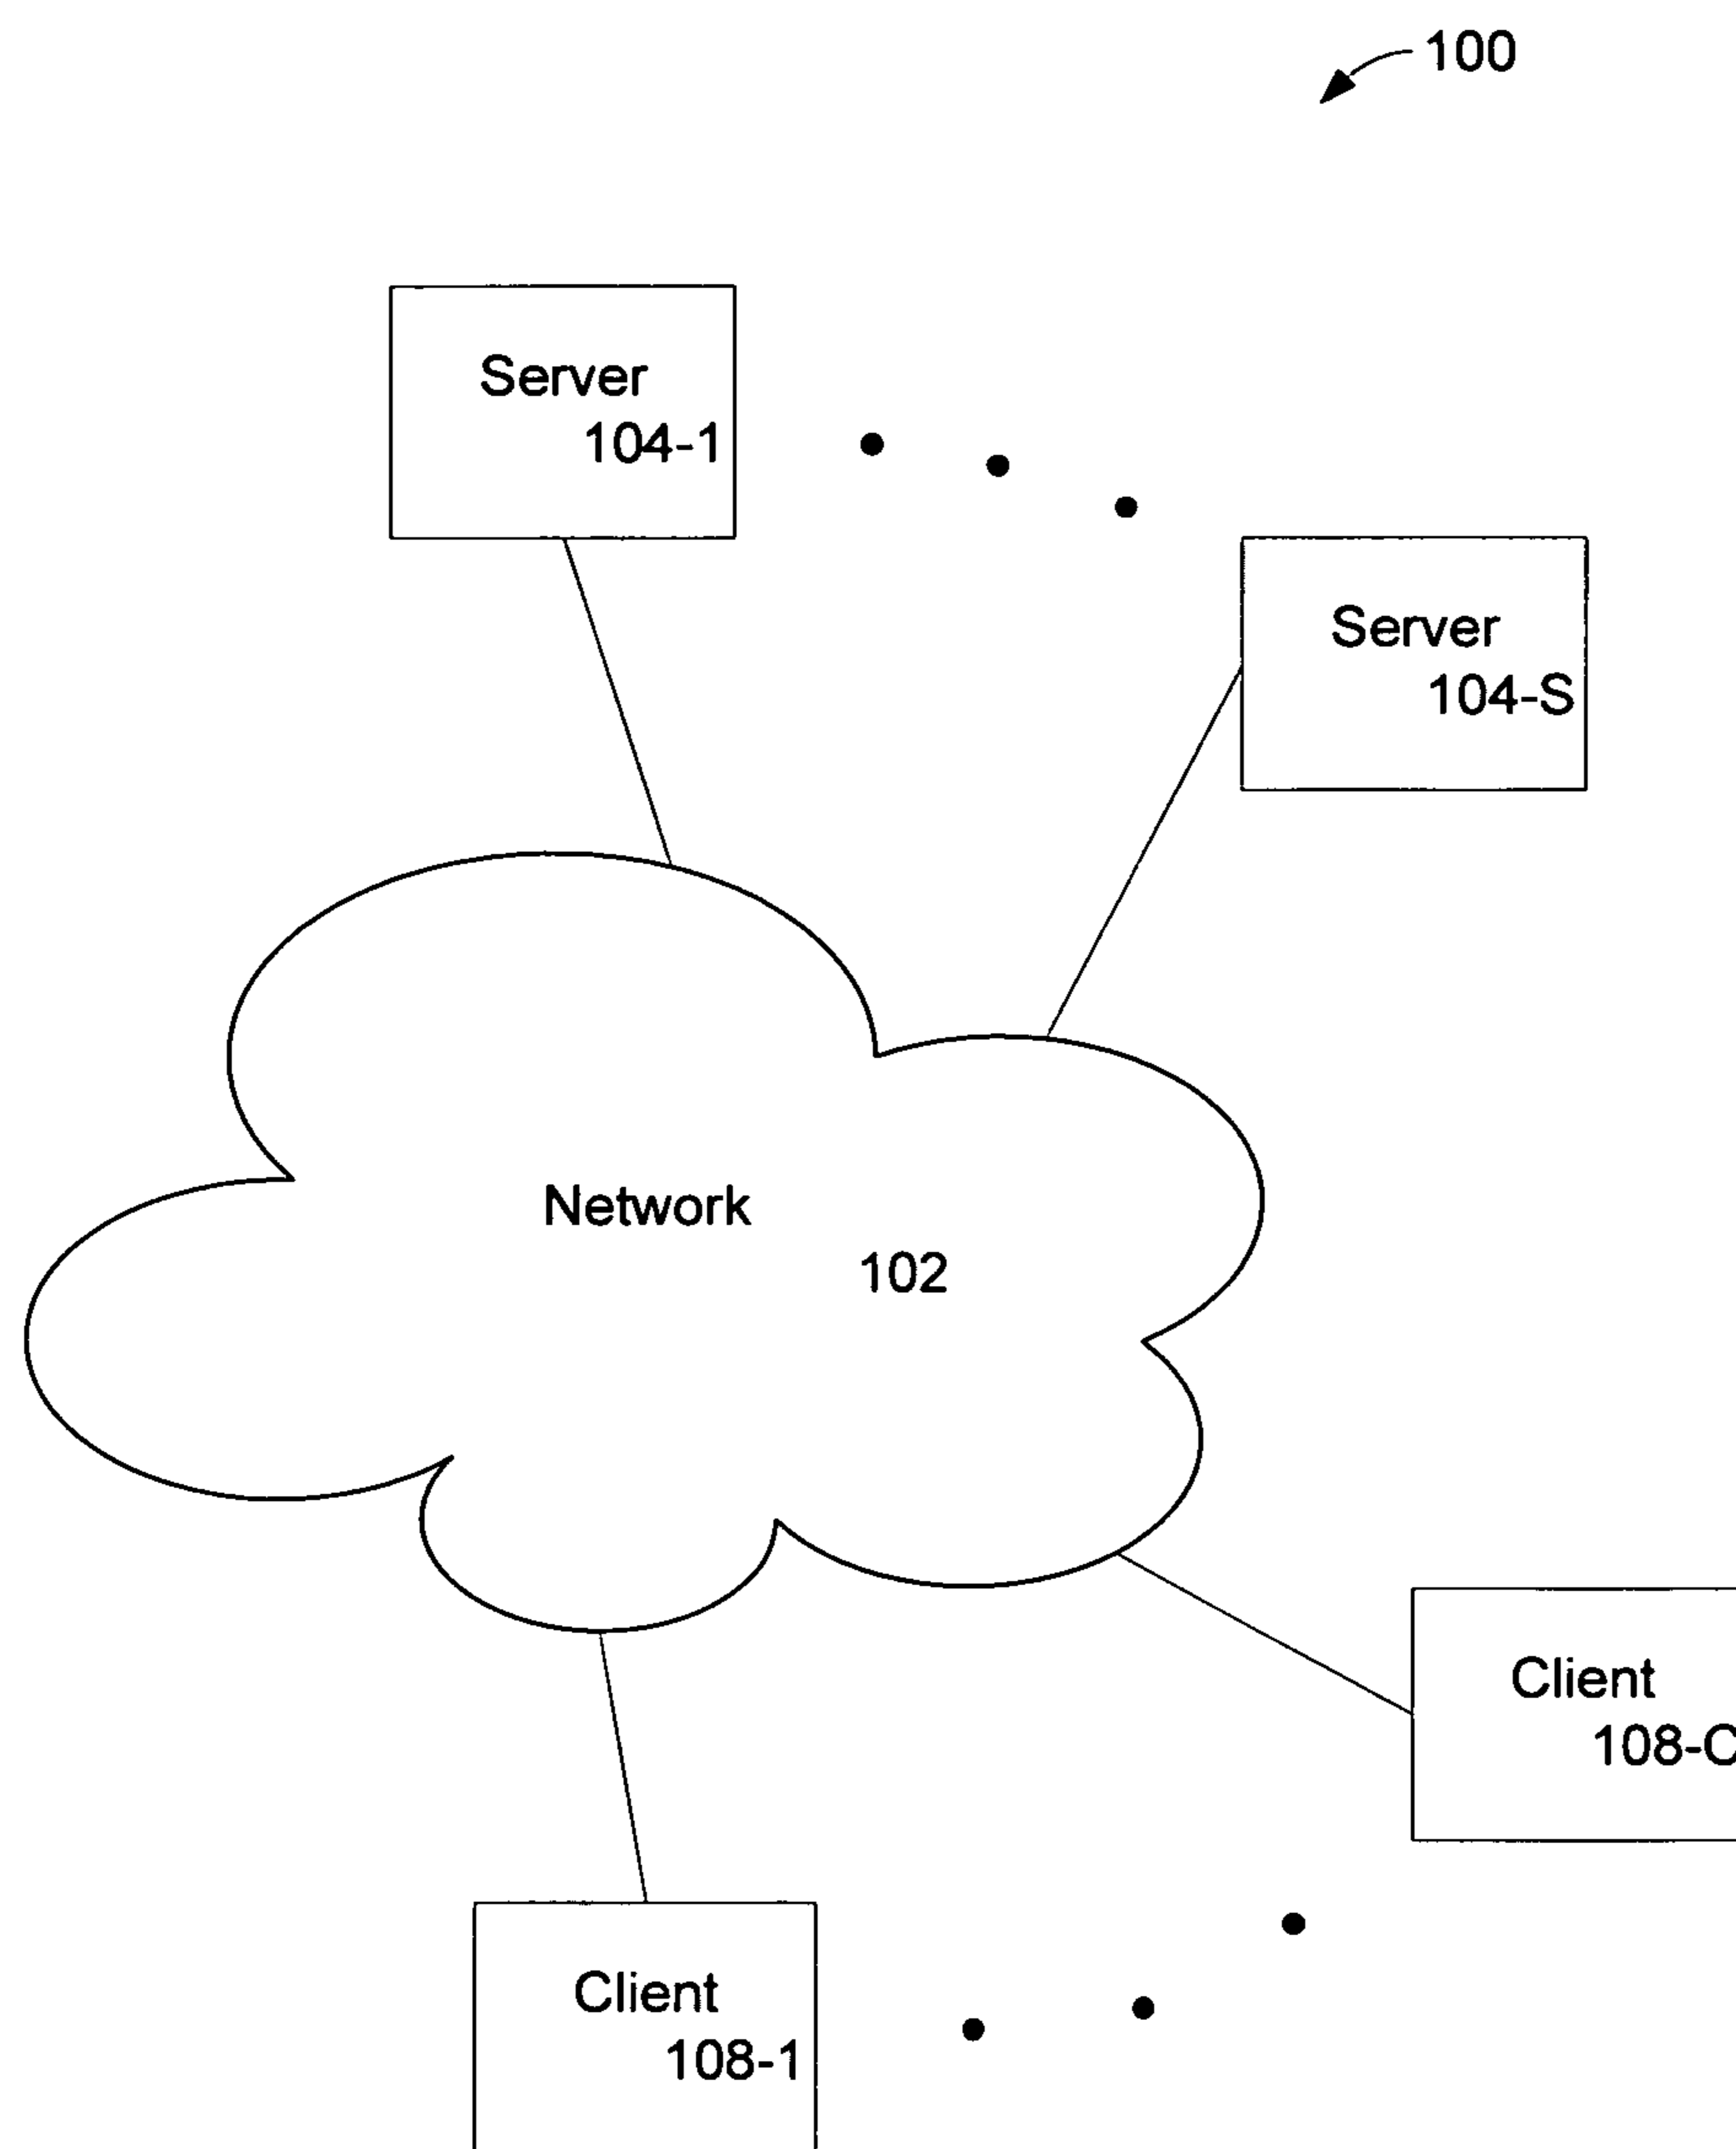 100
Server
104-1
Server
104-S
Network
102
Client
108-C
Client
108-1